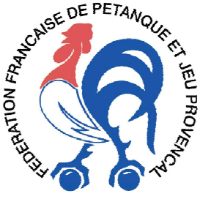 FEDERATION FRANCAISE DE PETANQUE ET JEU PROVENCAL